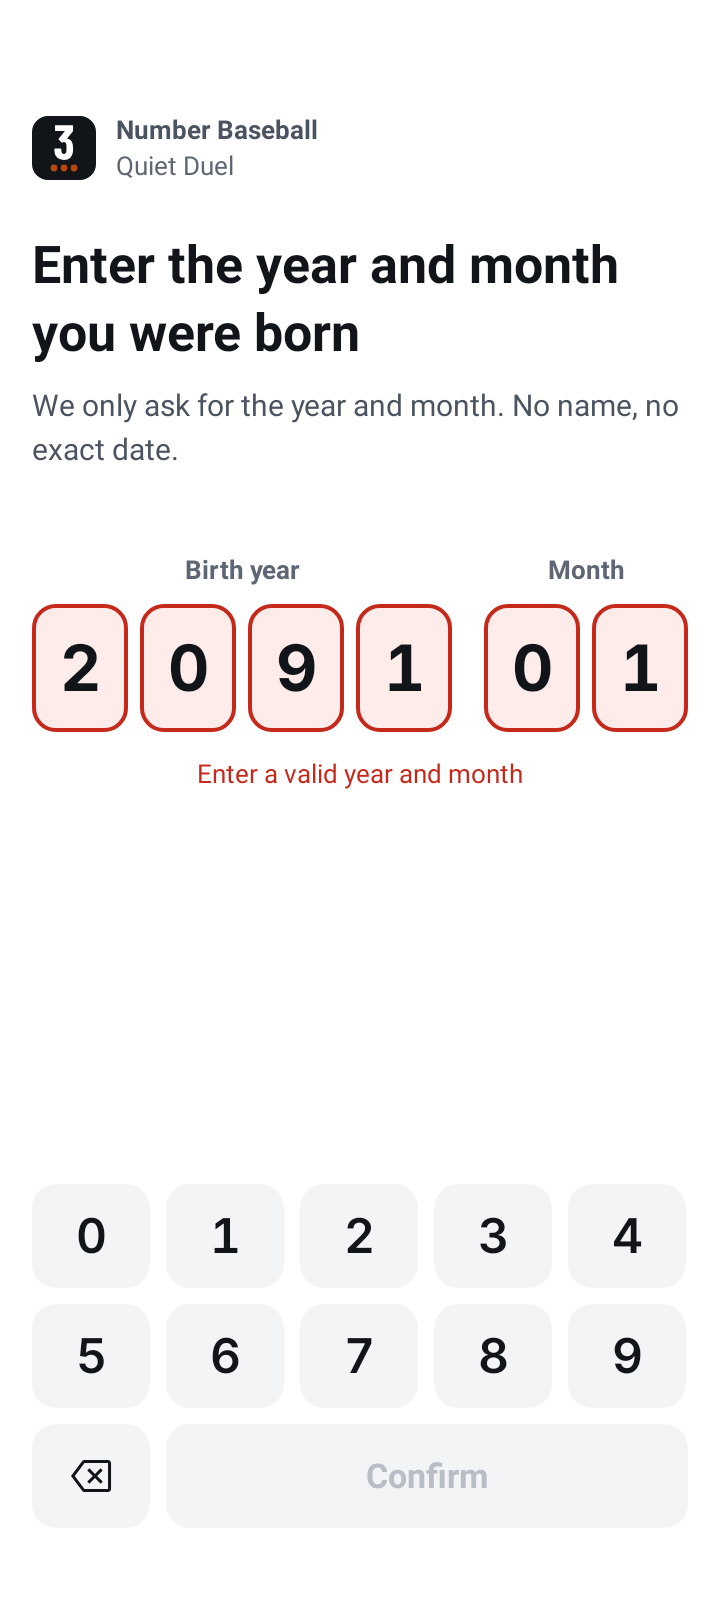 3
Number Baseball
Quiet Duel
Enter the year and month
you were born
We only ask for the year and month. No name, no
exact date.
Birth year Month
2 0 9 1 0 1
Enter a valid year and month
0 1 2 3 4
5 6 7 8 9
Confirm